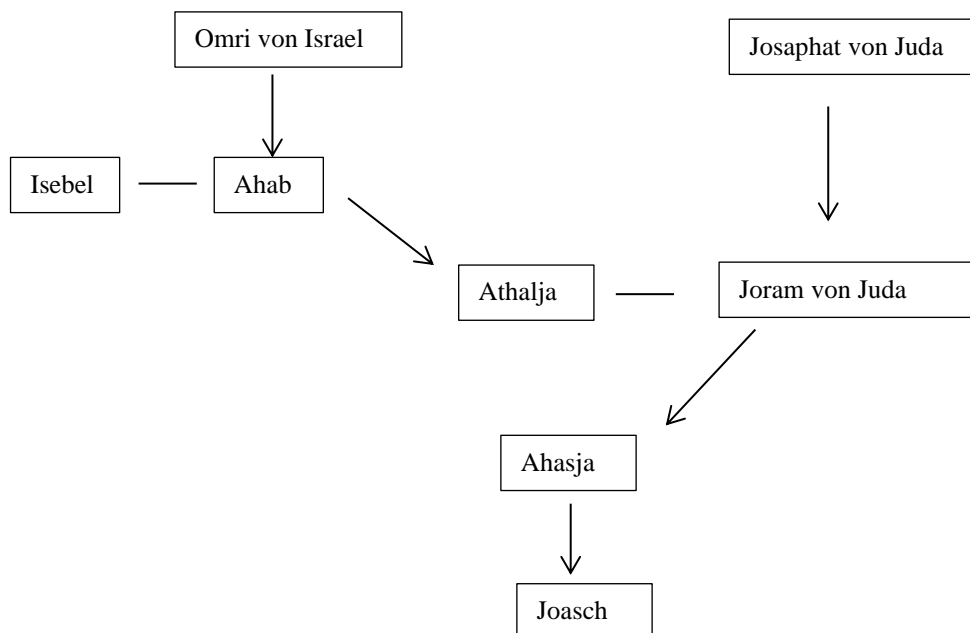 Omri von Israel
Josaphat von Juda
Isebel
Ahab
Athalja
Joram von Juda
Ahasja
Joasch